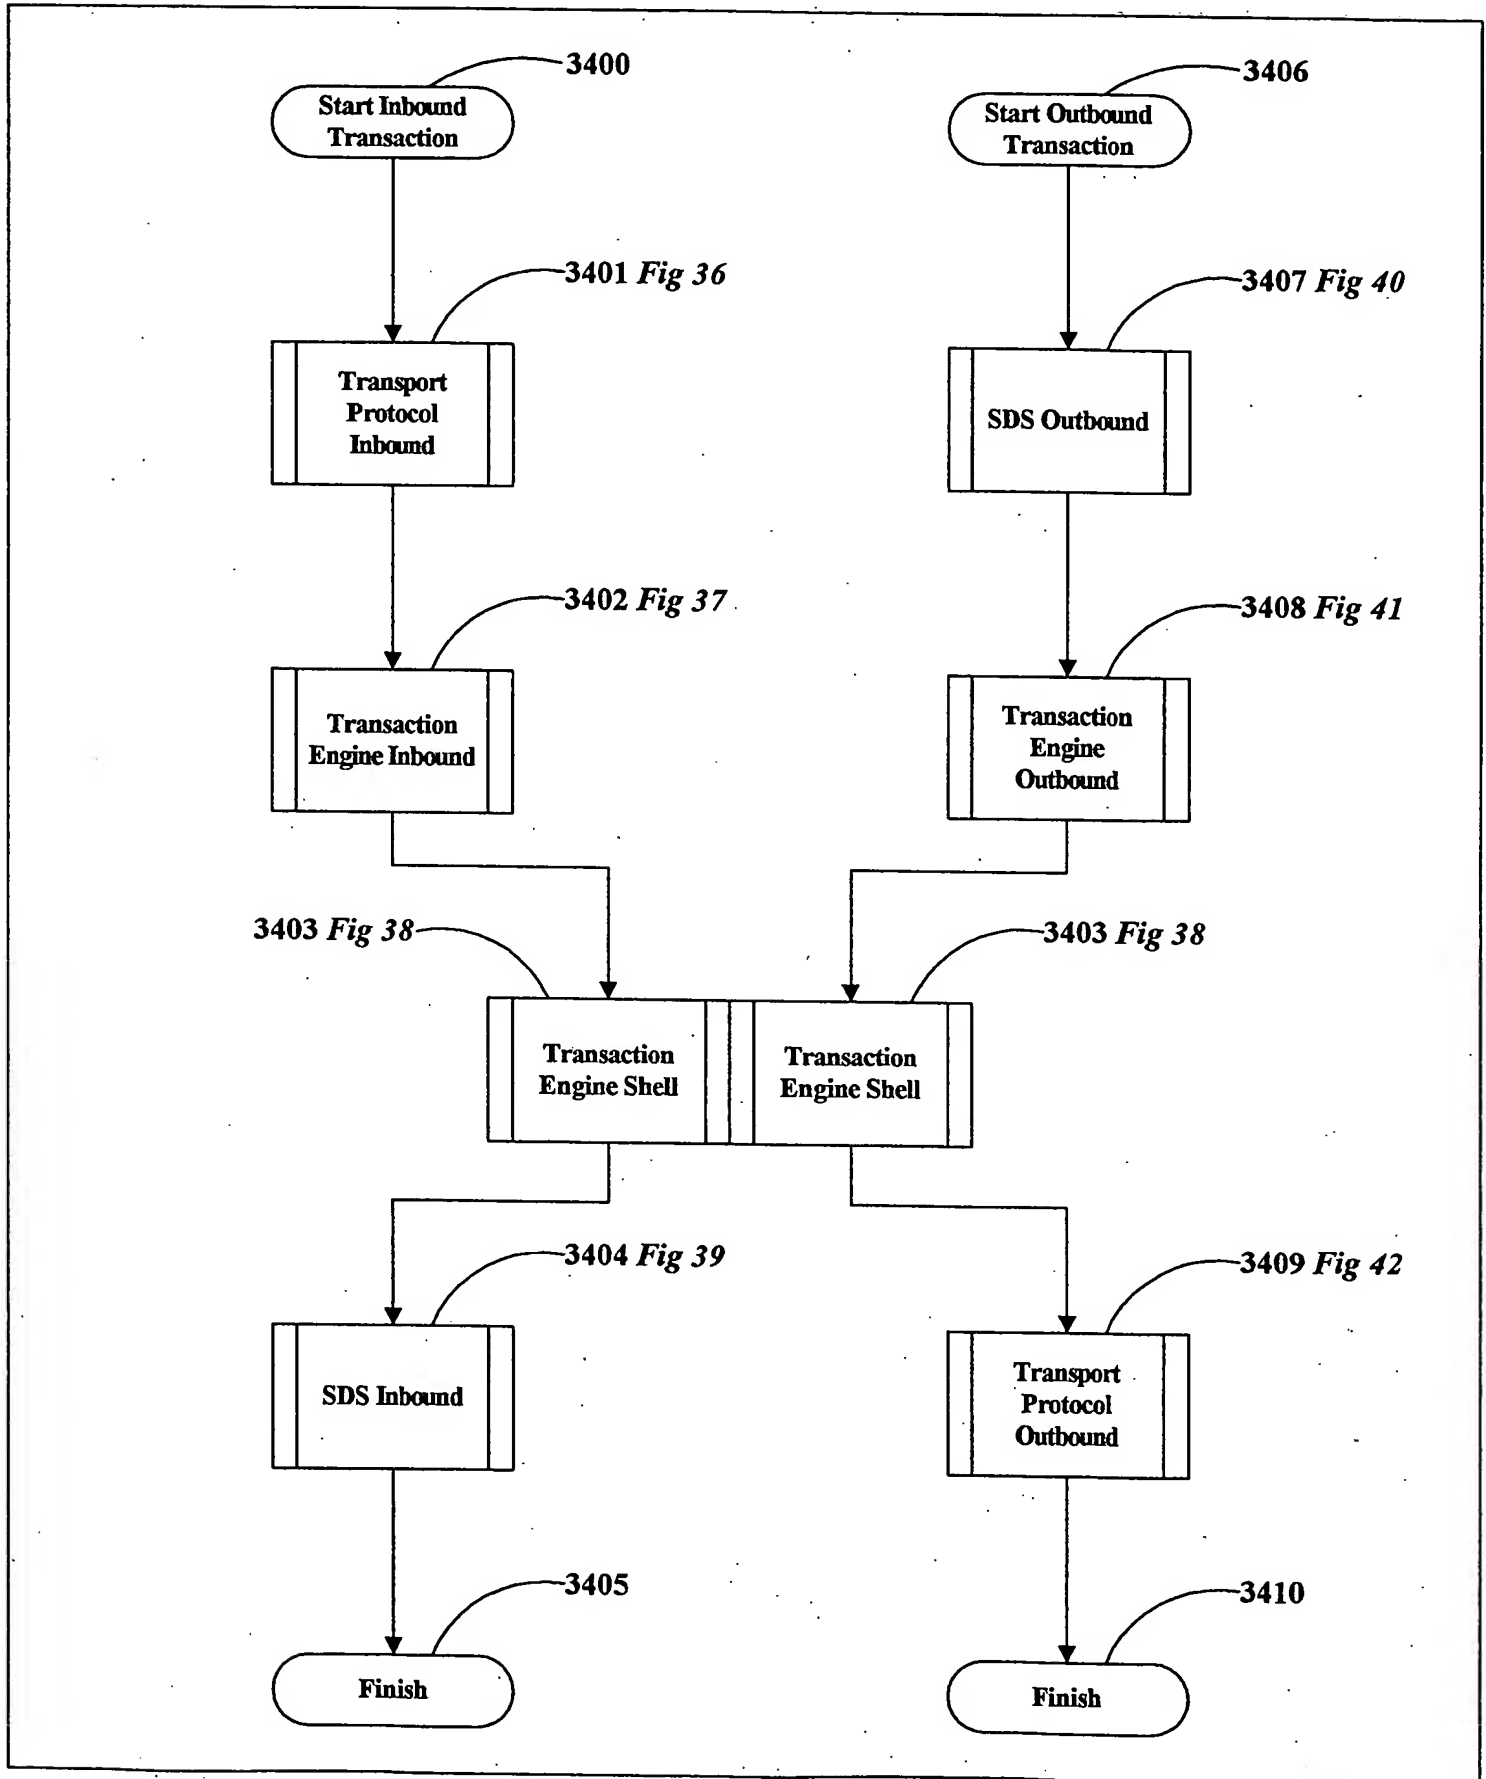 3400
Start Inbound
Transaction
3406
Start Outbound
Transaction
3401 Fig 36
Transport
Protocol
Inbound
3407 Fig 40
SDS Outbound
3402 Fig 37
Transaction
Engine Inbound
3408 Fig 41
Transaction
Engine
Outbound
3403 Fig 38
Transaction
Engine Shell
3403 Fig 38
Transaction
Engine Shell
3404 Fig 39
SDS Inbound
3409 Fig 42
Transport
Protocol
Outbound
3405
Finish
3410
Finish